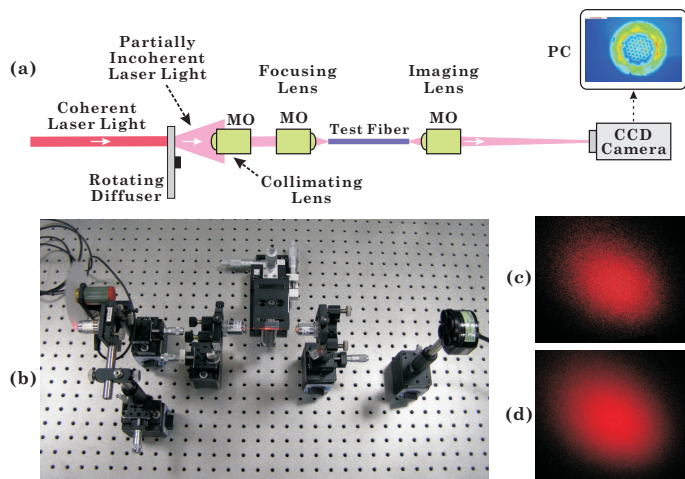 (a)
Partially
Incoherent
Laser Light
Coherent
Laser Light
Rotating
Diffuser
MO
Collimating
Lens
Focusing
Lens
MO
Test Fiber
Imaging
Lens
MO
PC
CCD
Camera
(b)
(c)
(d)